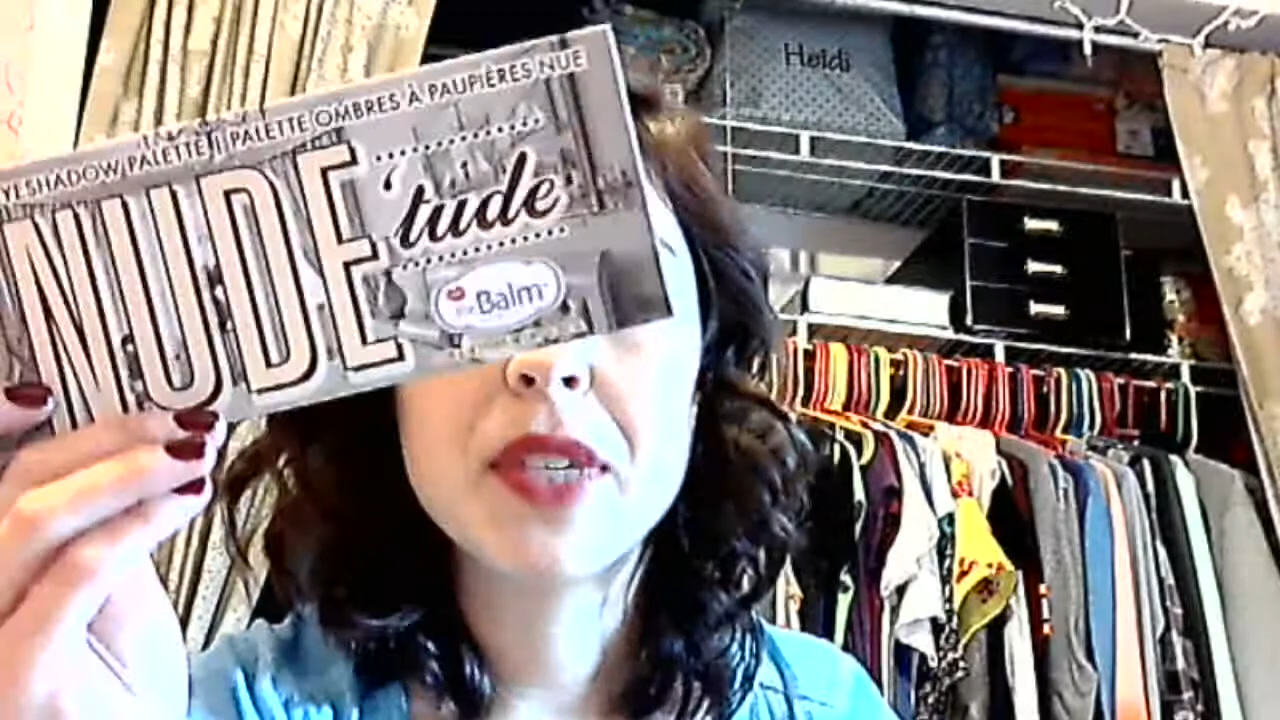 YESHADOW PALETTE || PALETTE OMBRES À PAUPIÈRES NUE
NUDE
'tude
theBalm
Heidi